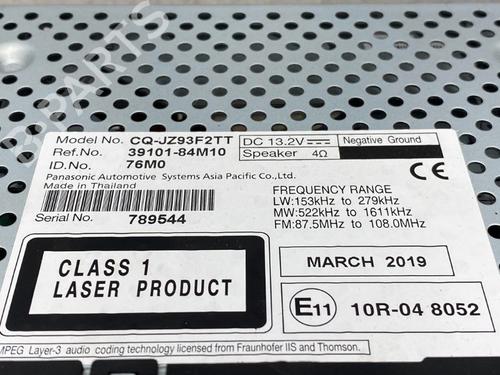 B-PARTS
Model No. CQ-JZ93F2TT
Ref.No. 39101-84M10
ID.No. 76M0
DC 13.2V Negative Ground
Speaker 4Ω
Panasonic Automotive Systems Asia Pacific Co.,Ltd.
Made in Thailand
CE
Serial No. 789544
FREQUENCY RANGE
LW:153kHz to 279kHz
MW:522kHz to 1611kHz
FM:87.5MHz to 108.0MHz
CLASS 1
LASER PRODUCT
MARCH 2019
E11 10R-04 8052
MPEG Layer-3 audio coding technology licensed from Fraunhofer IIS and Thomson.